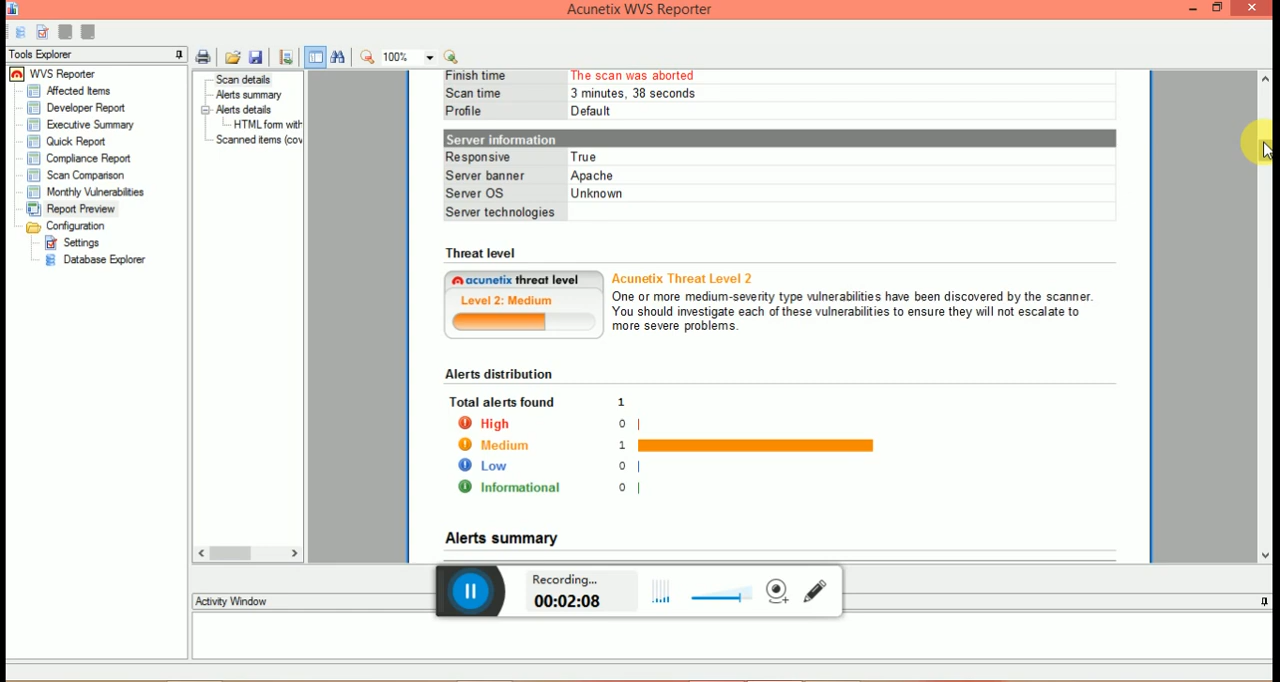 Acunetix WVS Reporter
Tools Explorer
WVS Reporter
Affected Items
Developer Report
Executive Summary
Quick Report
Compliance Report
Scan Comparison
Monthly Vulnerabilities
Report Preview
Configuration
Settings
Database Explorer
100%
Scan details
Alerts summary
Alerts details
HTML form with
Scanned items (cov
Finish time The scan was aborted
Scan time 3 minutes, 38 seconds
Profile Default
Server information
Responsive True
Server banner Apache
Server OS Unknown
Server technologies
Threat level
acunetix threat level
Level 2: Medium
Acunetix Threat Level 2
One or more medium-severity type vulnerabilities have been discovered by the scanner.
You should investigate each of these vulnerabilities to ensure they will not escalate to
more severe problems.
Alerts distribution
Total alerts found 1
High 0
Medium 1
Low 0
Informational 0
Alerts summary
Recording...
00:02:08
Activity Window